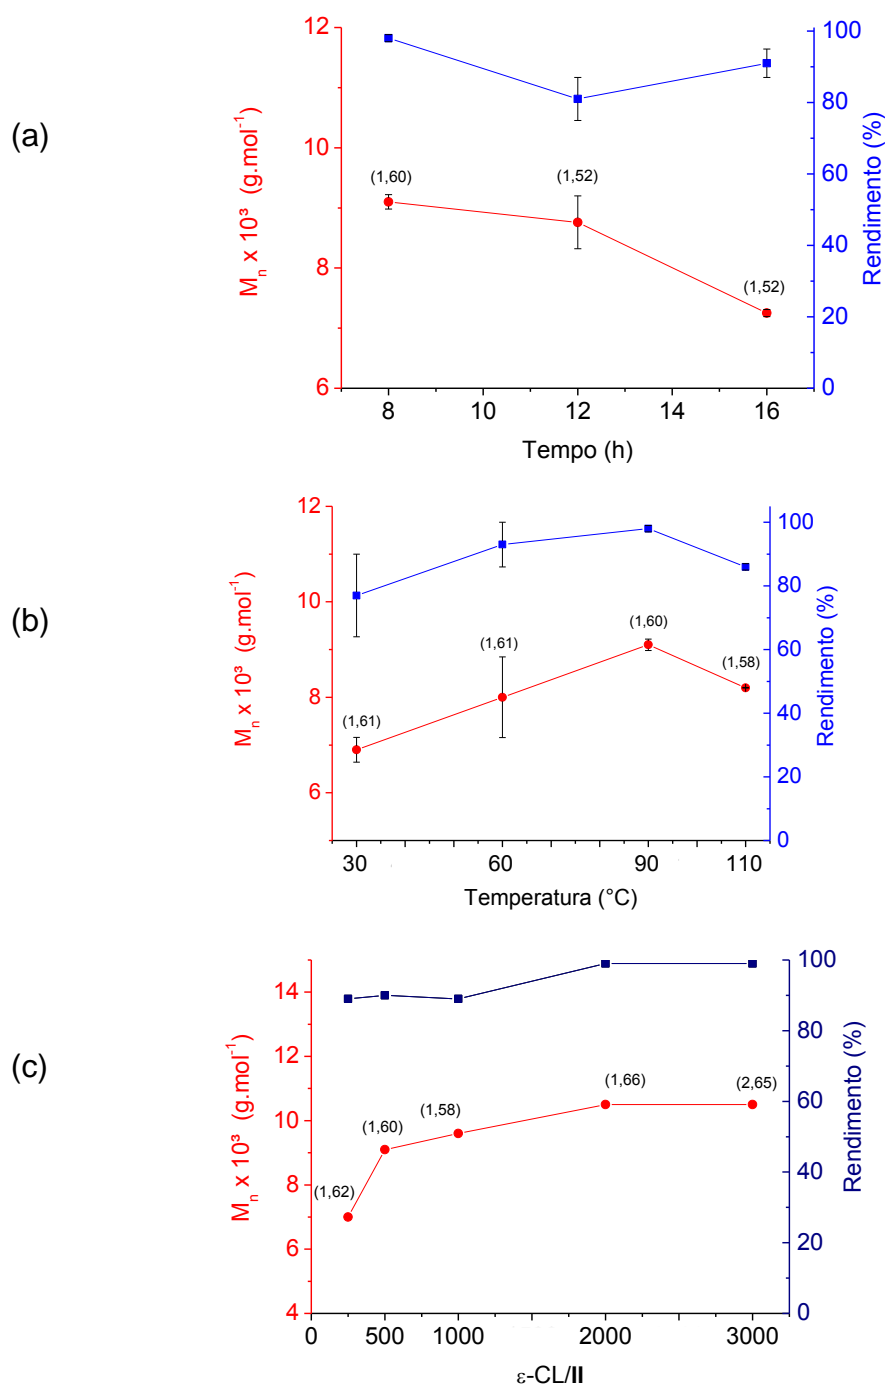 (a)
12
10
8
6
M_n x 10³ (g.mol⁻¹)
(1,60)
(1,52)
(1,52)
100
80
60
40
20
0
Rendimento (%)
8 10 12 14 16
Tempo (h)
(b)
12
10
8
6
M_n x 10³ (g.mol⁻¹)
(1,61)
(1,61)
(1,60)
(1,58)
100
80
60
40
20
0
Rendimento (%)
30 60 90 110
Temperatura (°C)
(c)
14
12
10
8
6
4
M_n x 10³ (g.mol⁻¹)
(1,62)
(1,60)
(1,58)
(1,66)
(2,65)
100
80
60
40
20
0
Rendimento (%)
0 500 1000 2000 3000
ε-CL/II